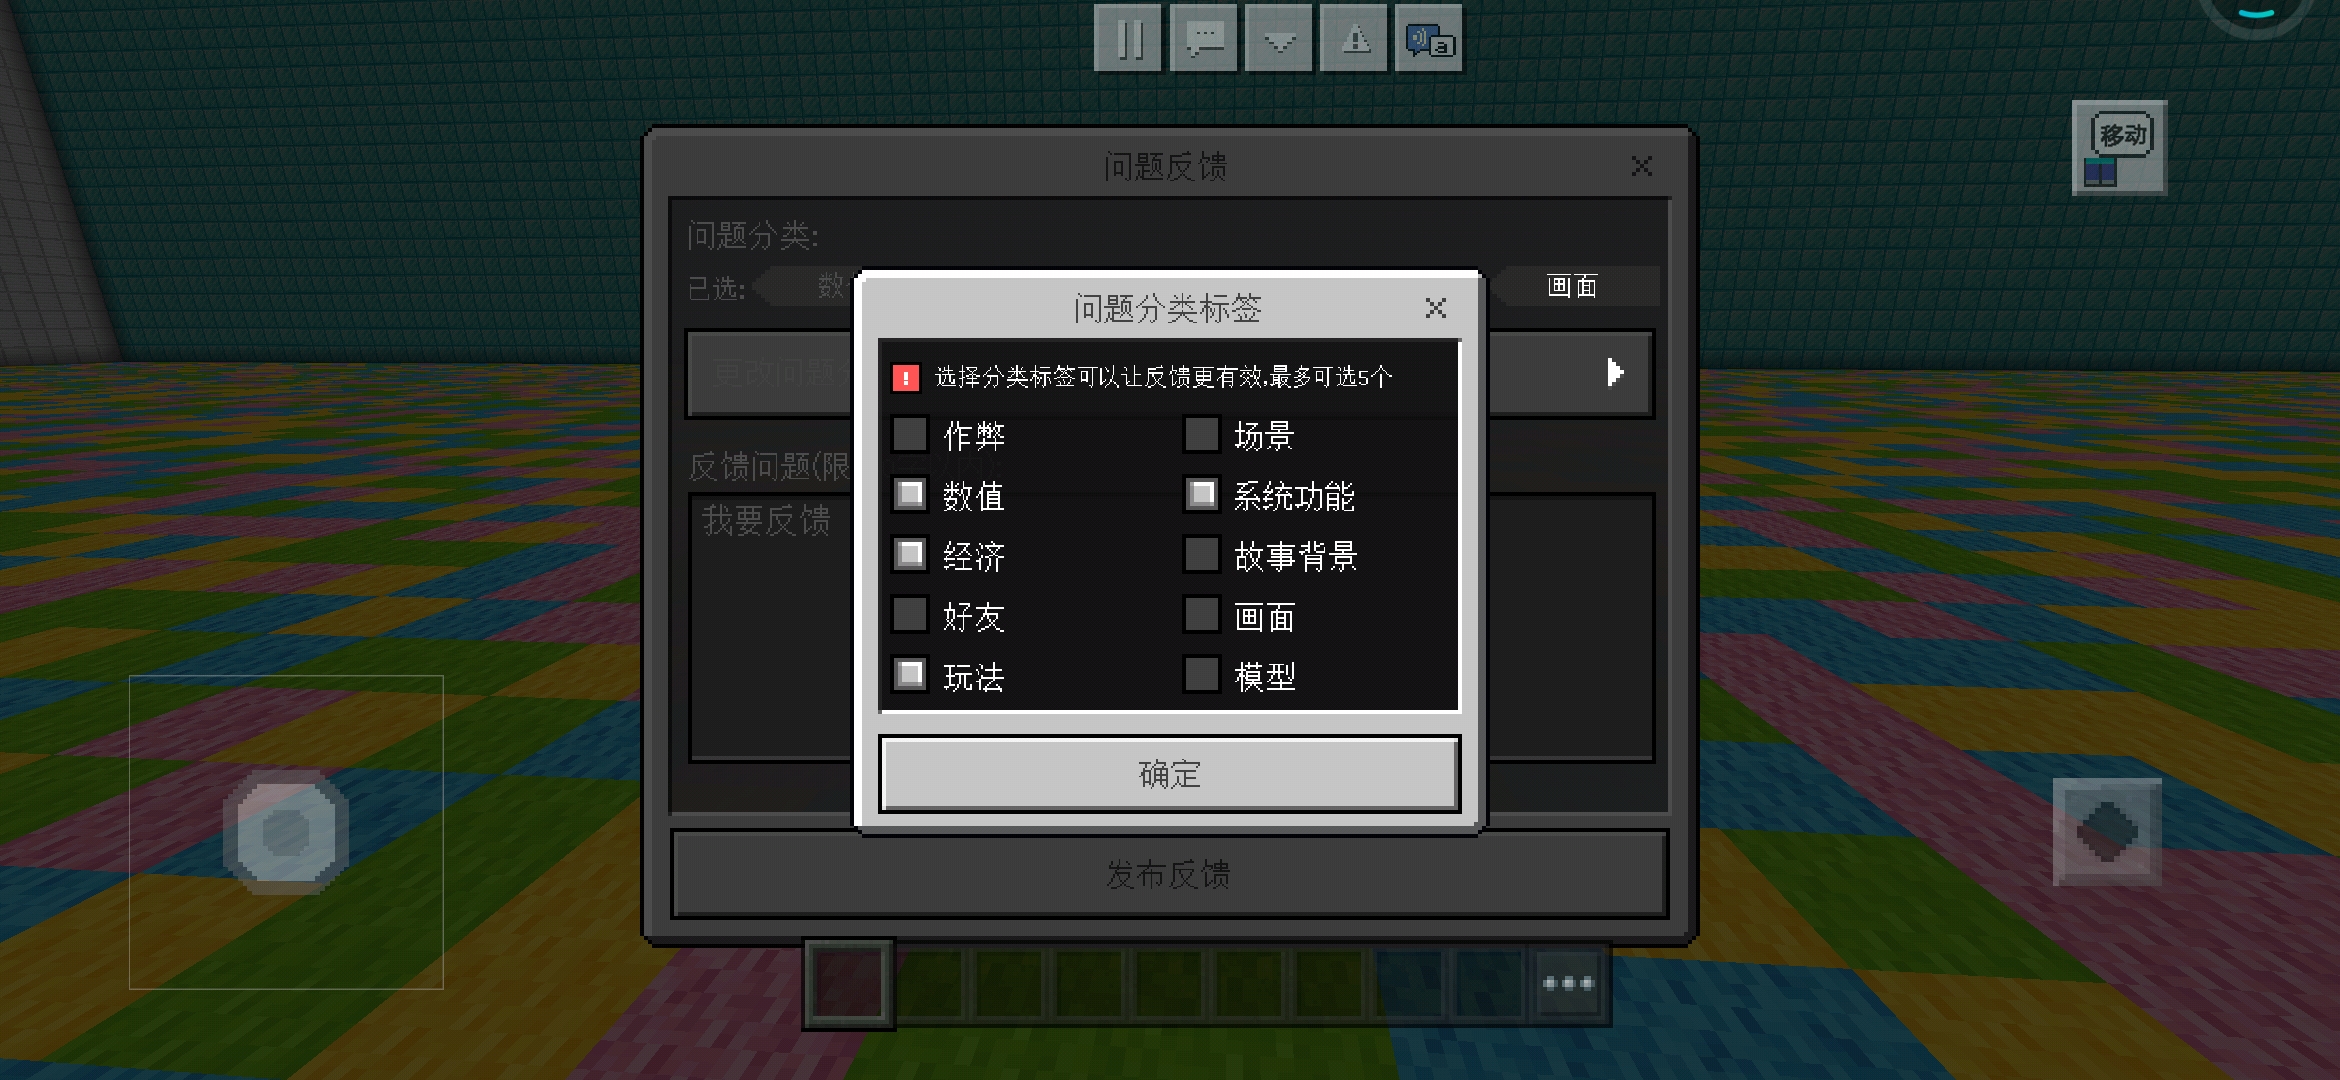 移动
问题反馈
问题分类:
已选:
画面
问题分类标签
选择分类标签可以让反馈更有效,最多可选5个
作弊
场景
数值
系统功能
经济
故事背景
好友
画面
玩法
模型
确定
更改问题
反馈问题(限
我要反馈
发布反馈